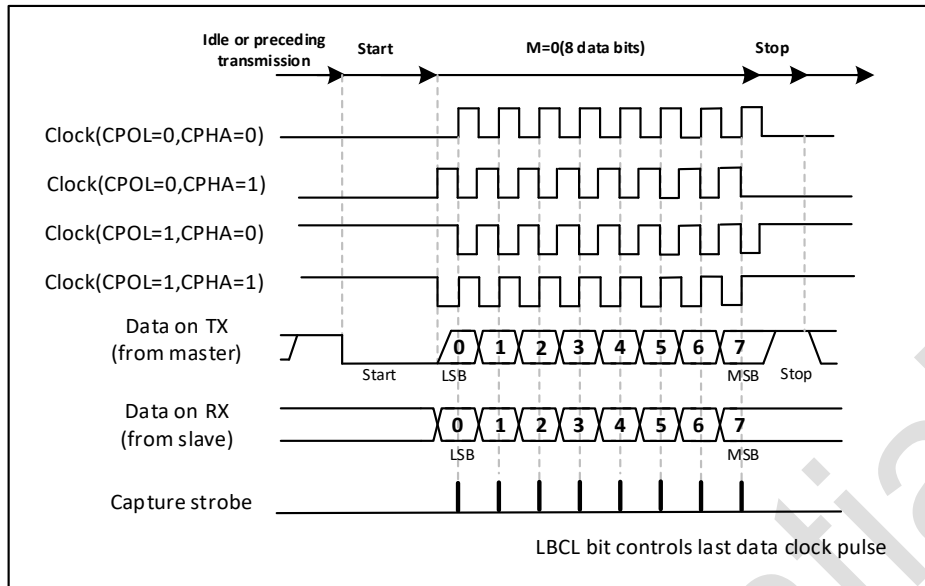 Idle or preceding
transmission
Start
M=0(8 data bits)
Stop
Clock(CPOL=0,CPHA=0)
Clock(CPOL=0,CPHA=1)
Clock(CPOL=1,CPHA=0)
Clock(CPOL=1,CPHA=1)
Data on TX
(from master)
0 1 2 3 4 5 6 7
Start
LSB
MSB
Stop
Data on RX
(from slave)
0 1 2 3 4 5 6 7
LSB
MSB
Capture strobe
LBCL bit controls last data clock pulse